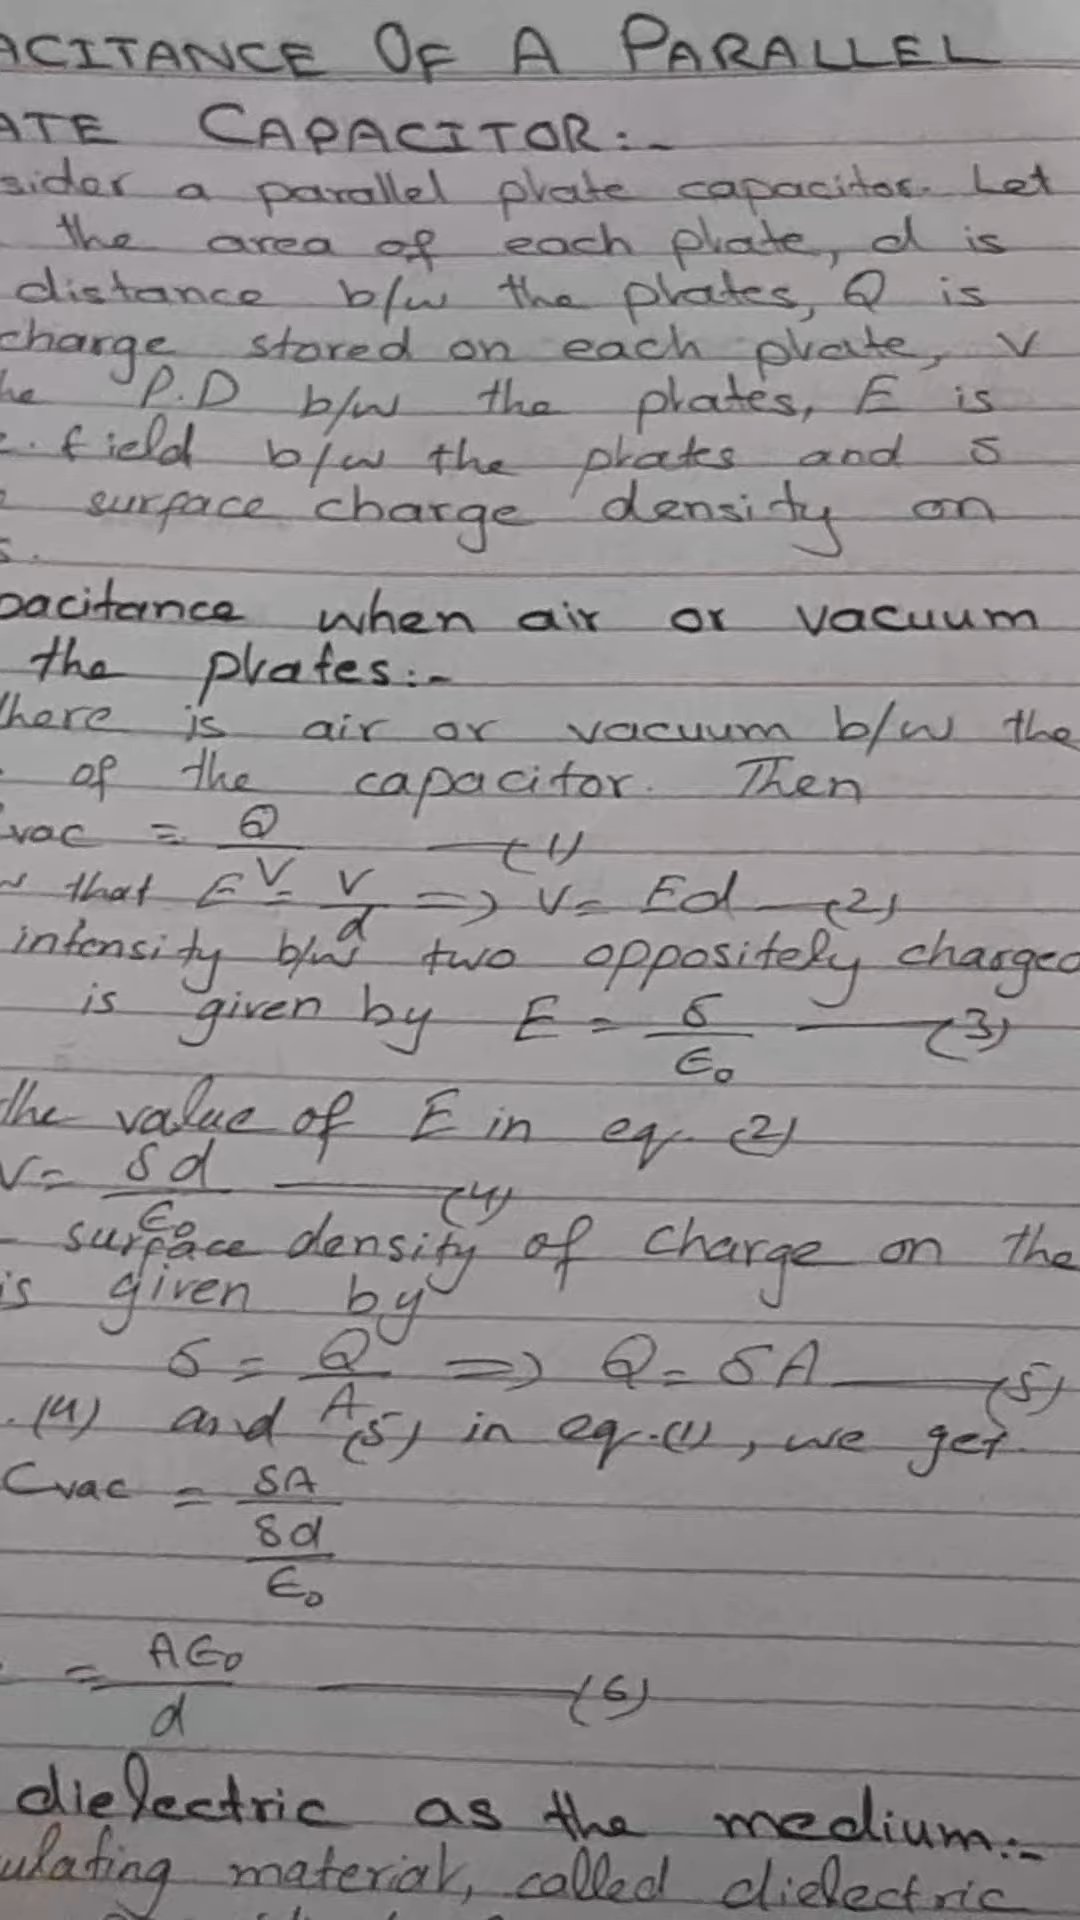 ACITANCE OF A PARALLEL
ATE CAPACITOR:-
sider a parallel plate capacitor. Let
the area of each plate, d is
distance b/w the plates, Q is
charge stored on each plate, V
he P.D b/w the plates, E is
. field b/w the plates and σ
surface charge density on
s.
pacitance when air or vacuum
the plates:-
here is air or vacuum b/w the
of the capacitor. Then
vac = Q/V —(1)
that E = V/d => V = Ed —(2)
intensity b/w two oppositely charged
is given by E = σ/ε₀ —(3)
the value of E in eq. (2)
V = σd/ε₀ —(4)
surface density of charge on the
is given by
σ = Q/A => Q = σA —(5)
. (4) and (5) in eq.(1), we get
Cvac = σA/(σd/ε₀)
= Aε₀/d —(6)
dielectric as the medium:-
ulating material, called dielectric